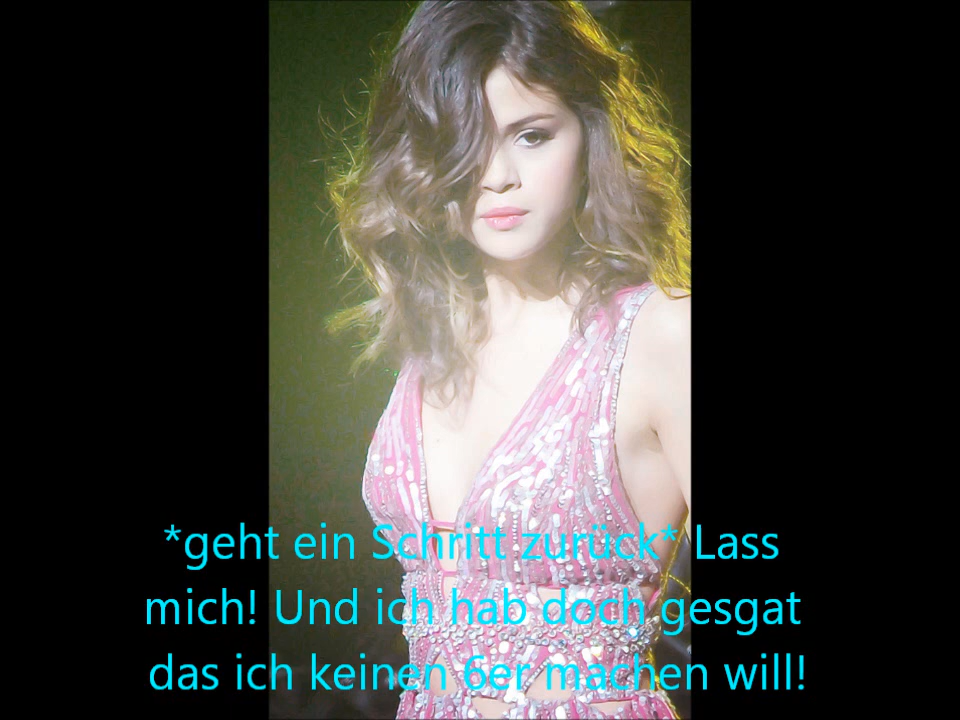 *geht ein Schritt zurück* Lass
mich! Und ich hab doch gesgat
das ich keinen 6er machen will!